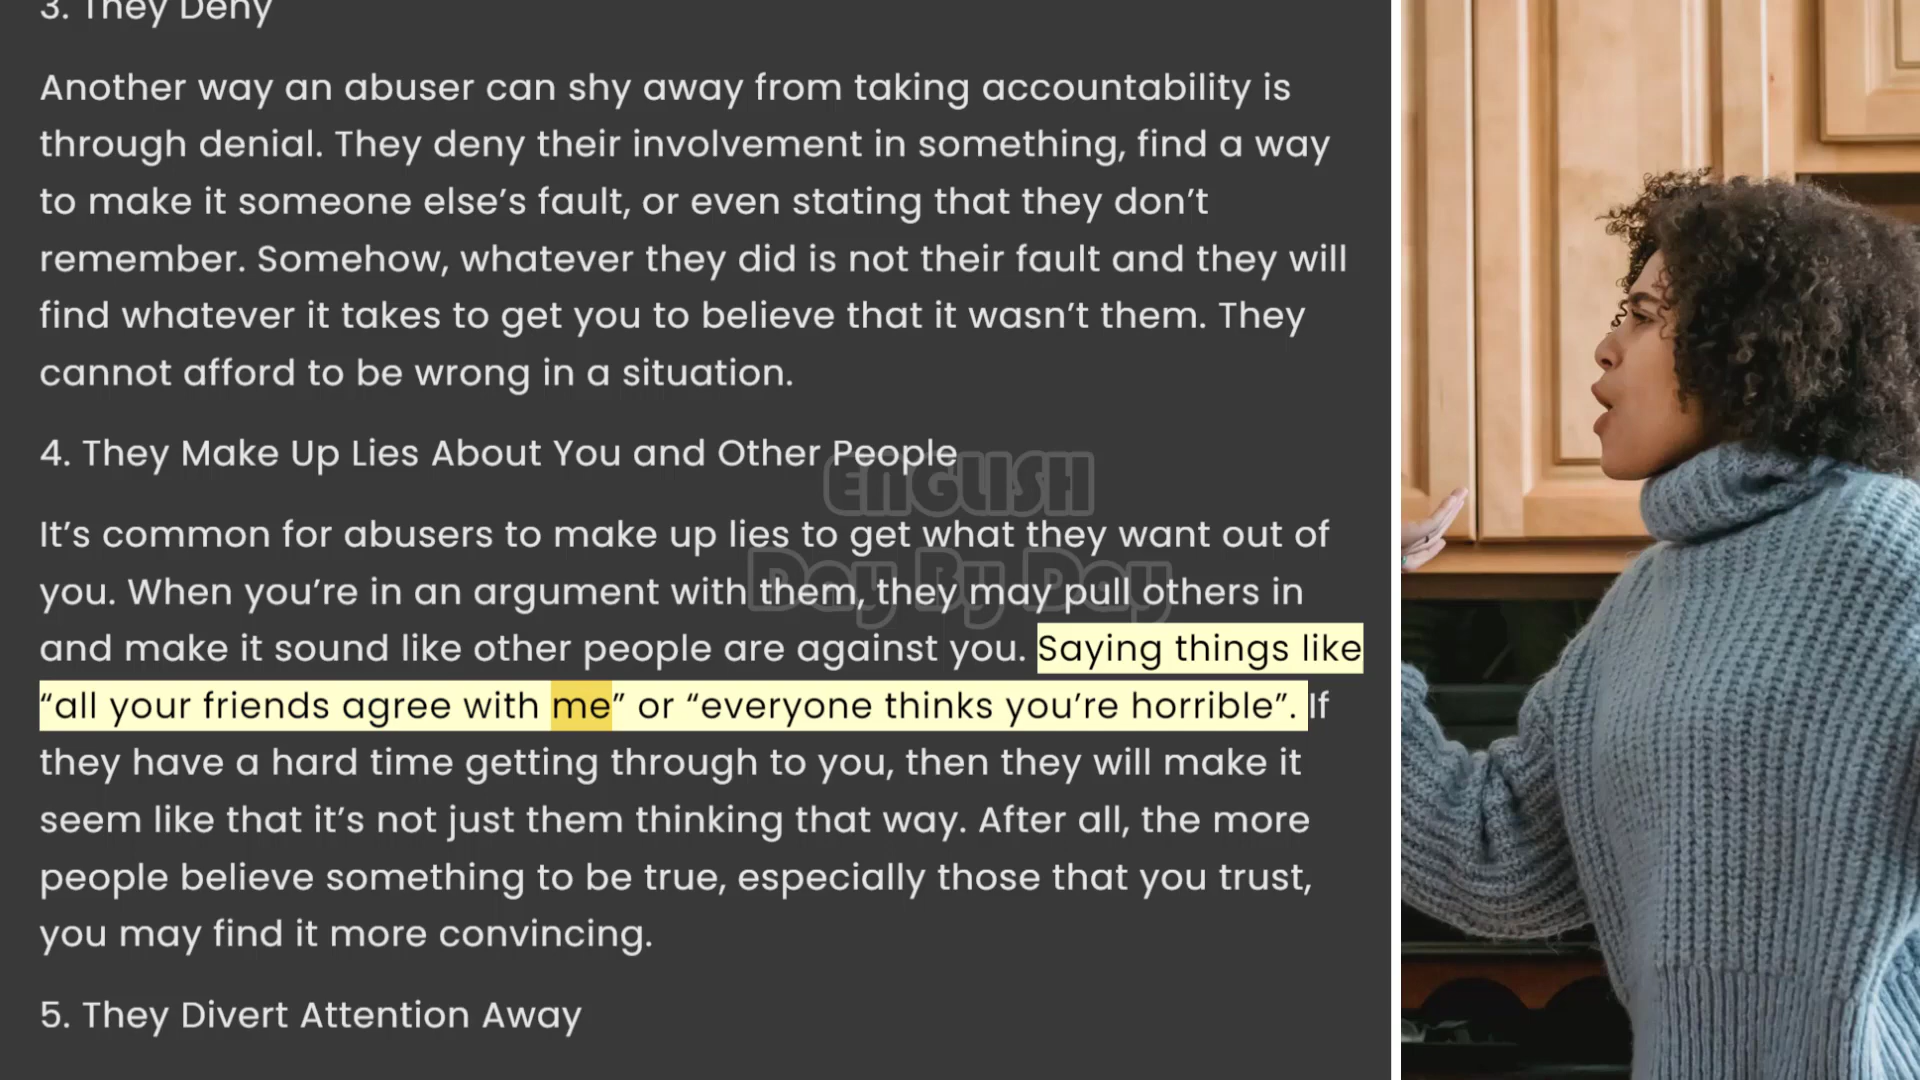 3. They Deny
Another way an abuser can shy away from taking accountability is
through denial. They deny their involvement in something, find a way
to make it someone else’s fault, or even stating that they don’t
remember. Somehow, whatever they did is not their fault and they will
find whatever it takes to get you to believe that it wasn’t them. They
cannot afford to be wrong in a situation.
4. They Make Up Lies About You and Other People
ENGLISH
Day By Day
It’s common for abusers to make up lies to get what they want out of
you. When you’re in an argument with them, they may pull others in
and make it sound like other people are against you. Saying things like
“all your friends agree with me” or “everyone thinks you’re horrible”. If
they have a hard time getting through to you, then they will make it
seem like that it’s not just them thinking that way. After all, the more
people believe something to be true, especially those that you trust,
you may find it more convincing.
5. They Divert Attention Away